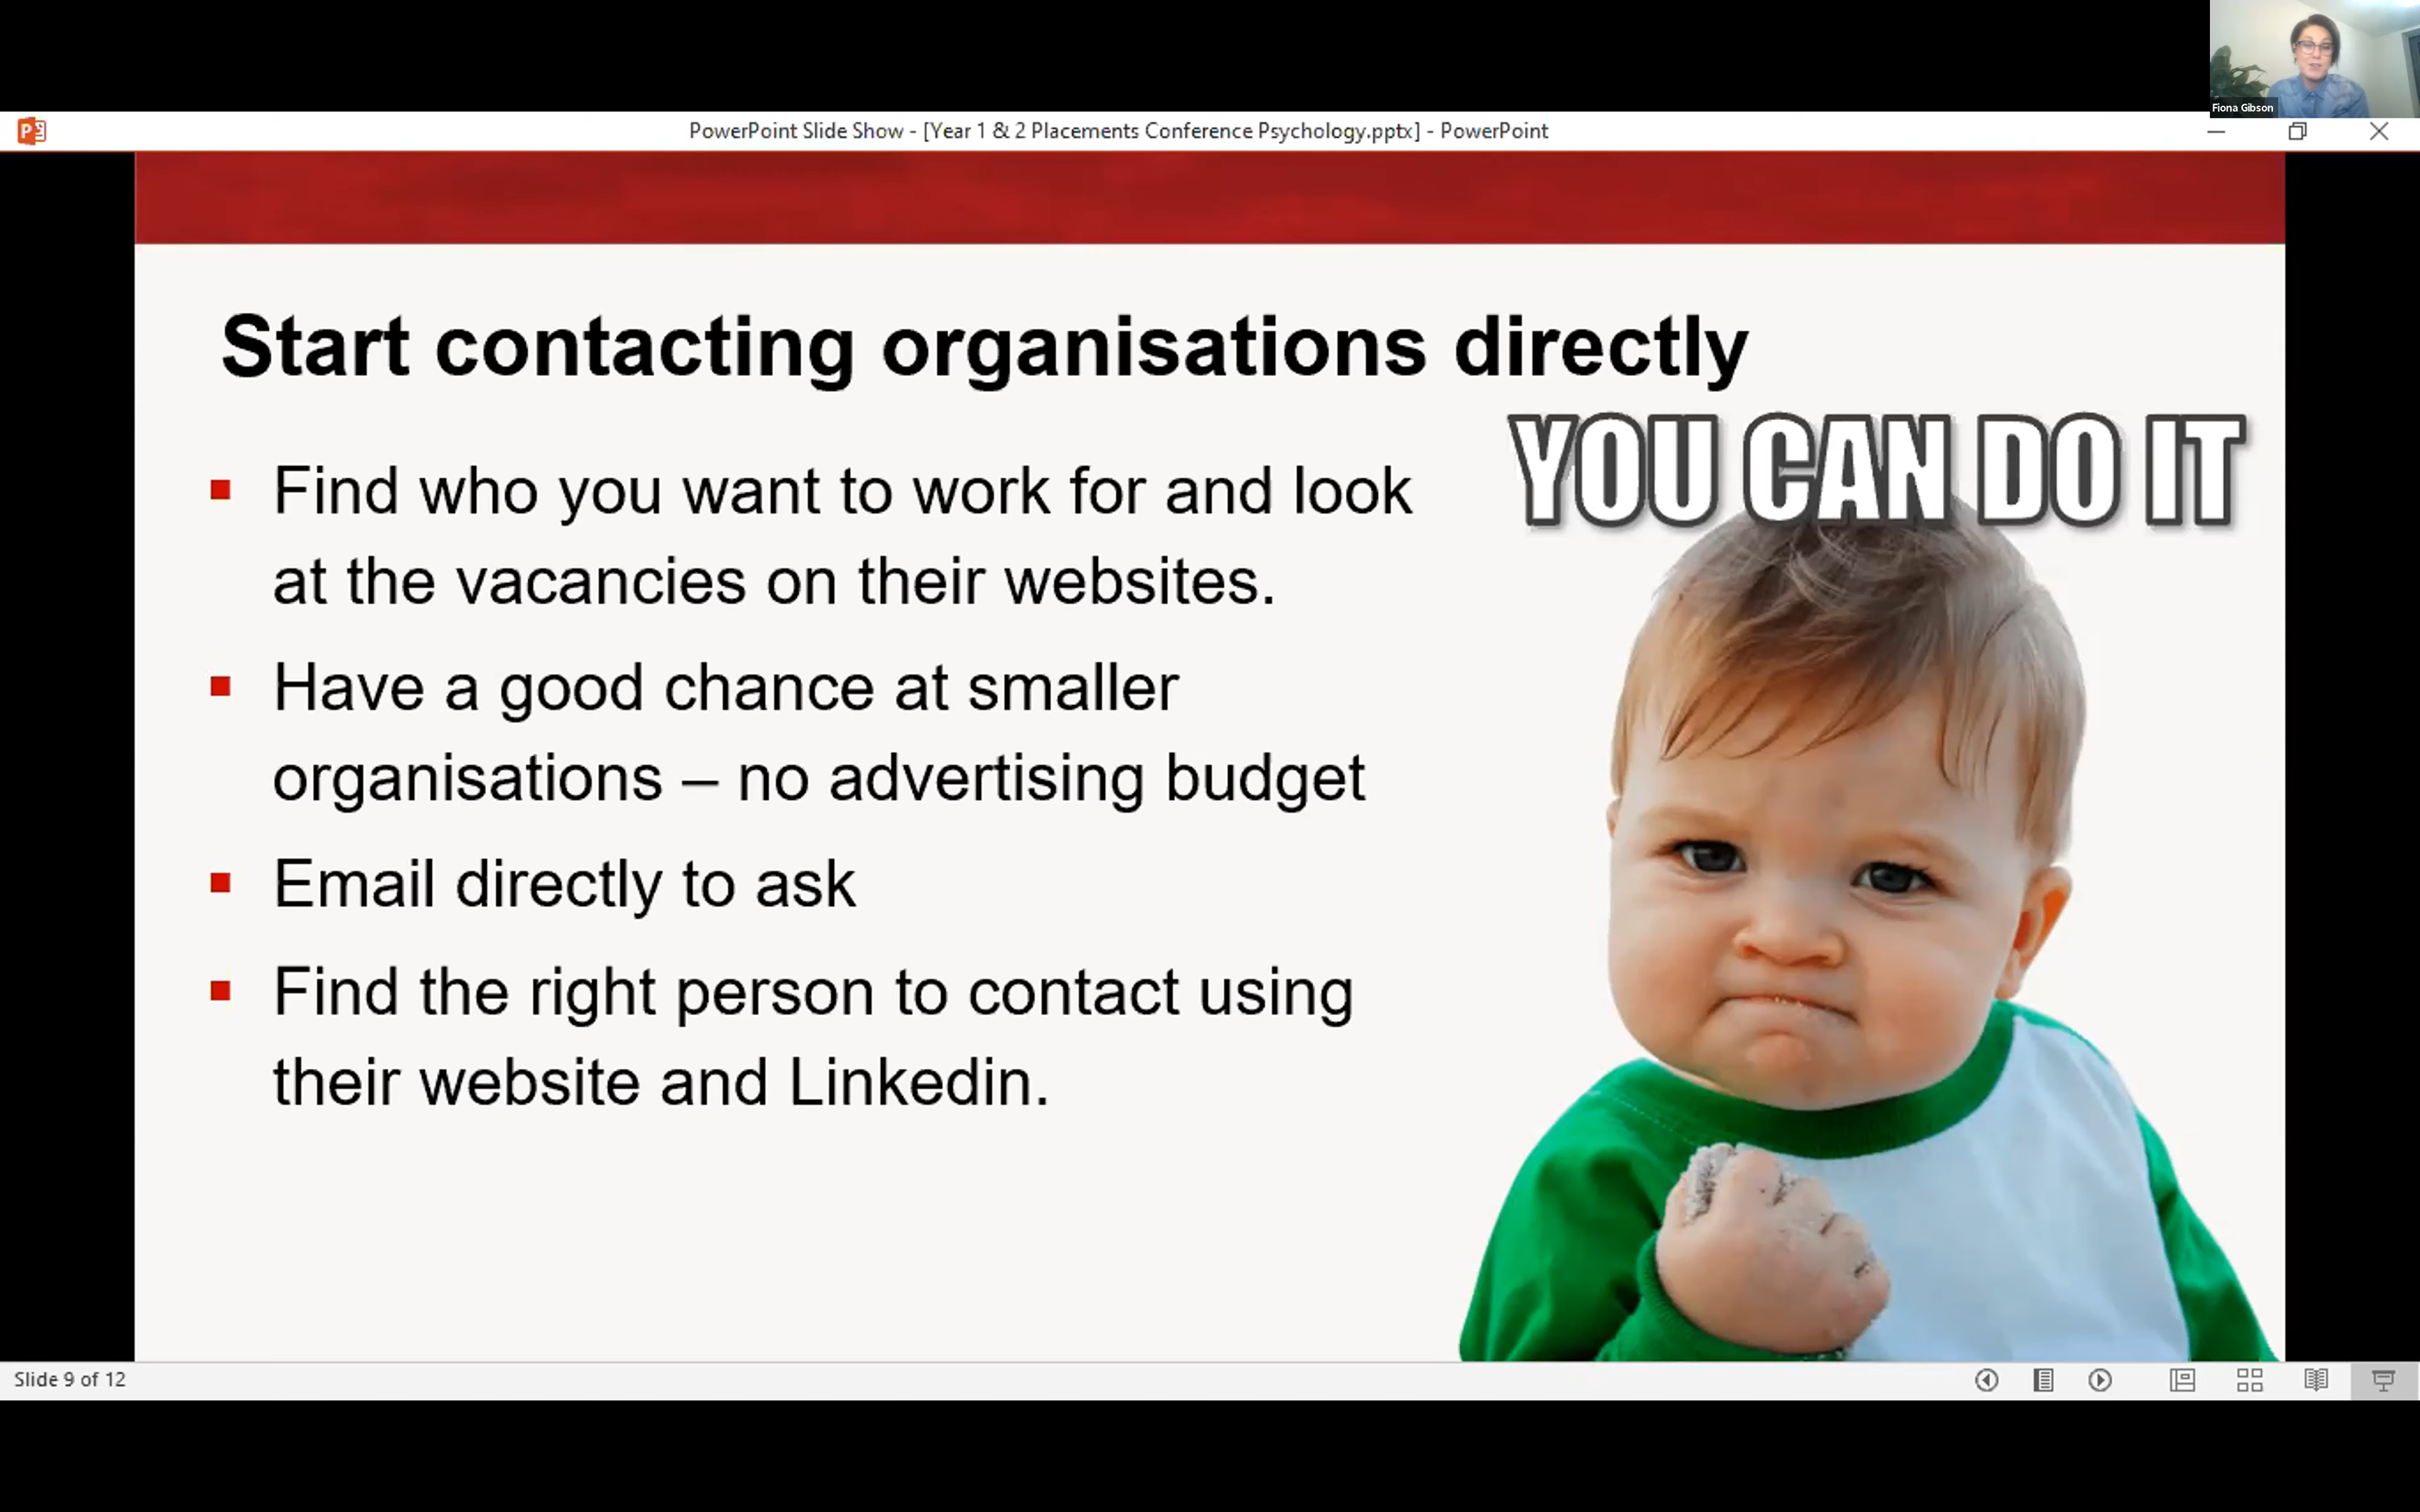 Fiona Gibson
PowerPoint Slide Show - [Year 1 & 2 Placements Conference Psychology.pptx] - PowerPoint
Start contacting organisations directly
YOU CAN DO IT
Find who you want to work for and look
at the vacancies on their websites.
Have a good chance at smaller
organisations – no advertising budget
Email directly to ask
Find the right person to contact using
their website and Linkedin.
Slide 9 of 12